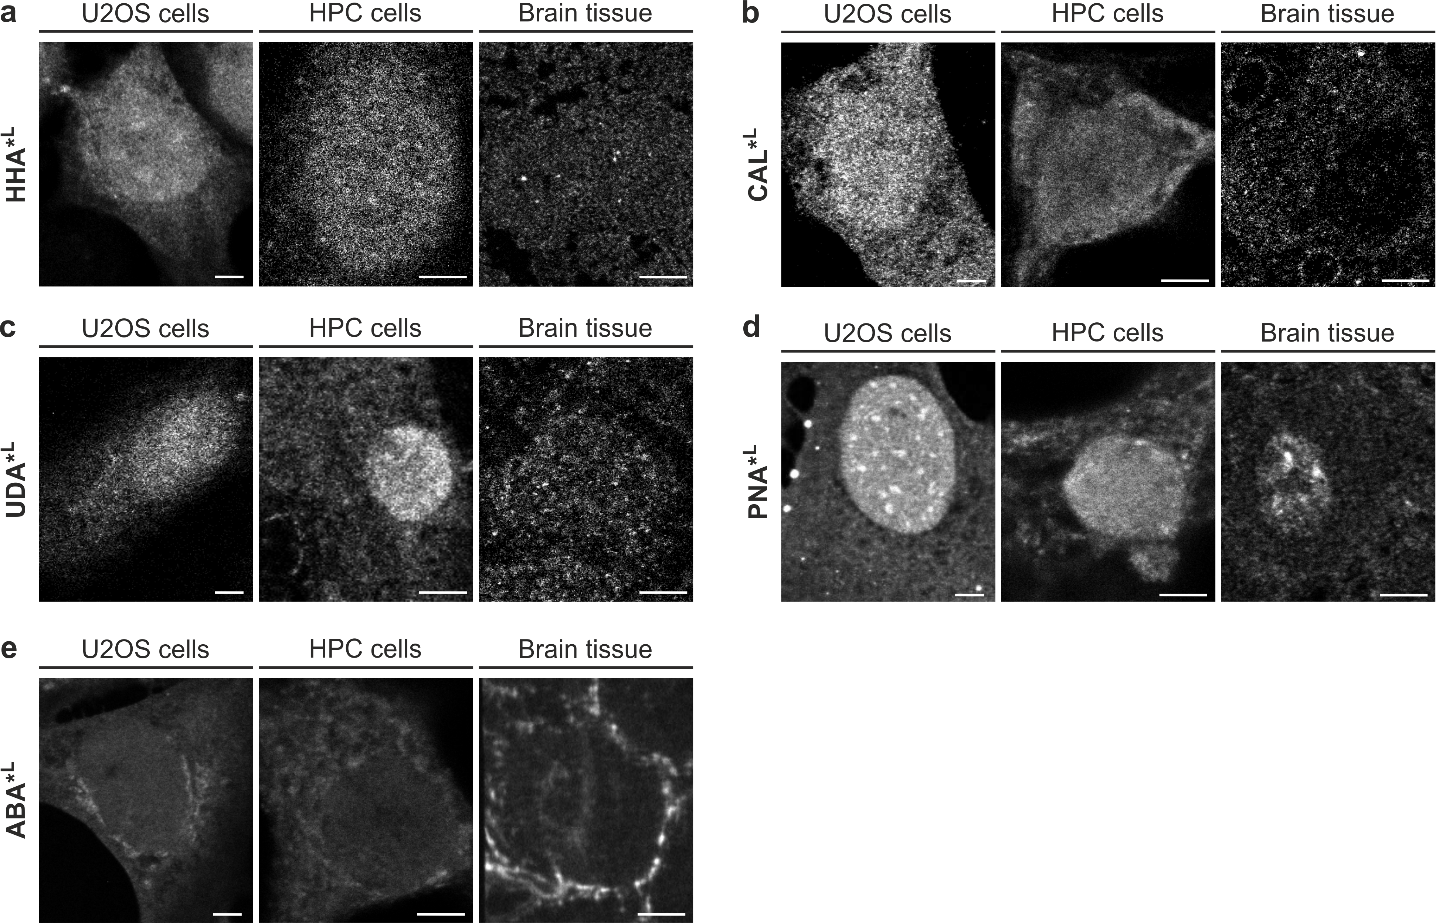 a
U2OS cells HPC cells Brain tissue
HHA*L
b
U2OS cells HPC cells Brain tissue
CAL*L
c
U2OS cells HPC cells Brain tissue
UDA*L
d
U2OS cells HPC cells Brain tissue
PNA*L
e
U2OS cells HPC cells Brain tissue
ABA*L